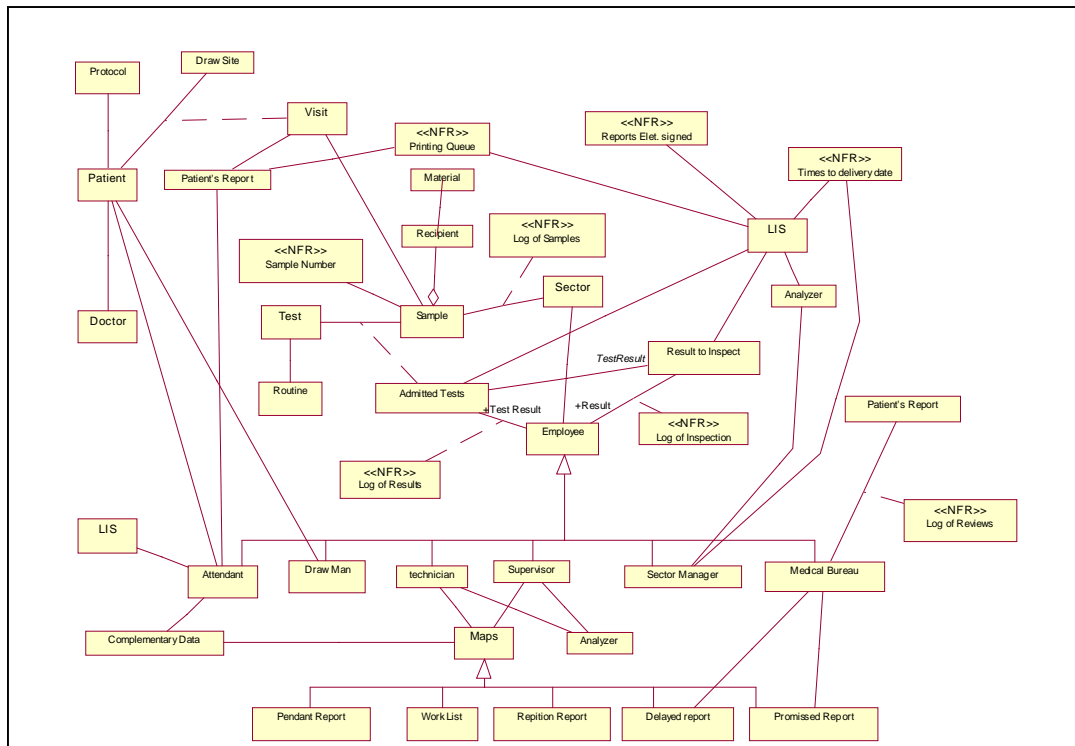 Draw Site
Protocol
Visit
<<NFR>>
Reports Elet. signed
<<NFR>>
Printing Queue
<<NFR>>
Times to delivery date
Patient
Patient's Report
Material
LIS
<<NFR>>
Log of Samples
Recipient
<<NFR>>
Sample Number
Sector
Analyzer
Doctor
Test
Sample
TestResult
Result to Inspect
Routine
Admitted Tests
+Test Result
+Result
Employee
<<NFR>>
Log of Inspection
Patient's Report
<<NFR>>
Log of Results
<<NFR>>
Log of Reviews
LIS
Attendant
Draw Man
technician
Supervisor
Sector Manager
Medical Bureau
Complementary Data
Maps
Analyzer
Pendant Report
Work List
Repition Report
Delayed report
Promissed Report